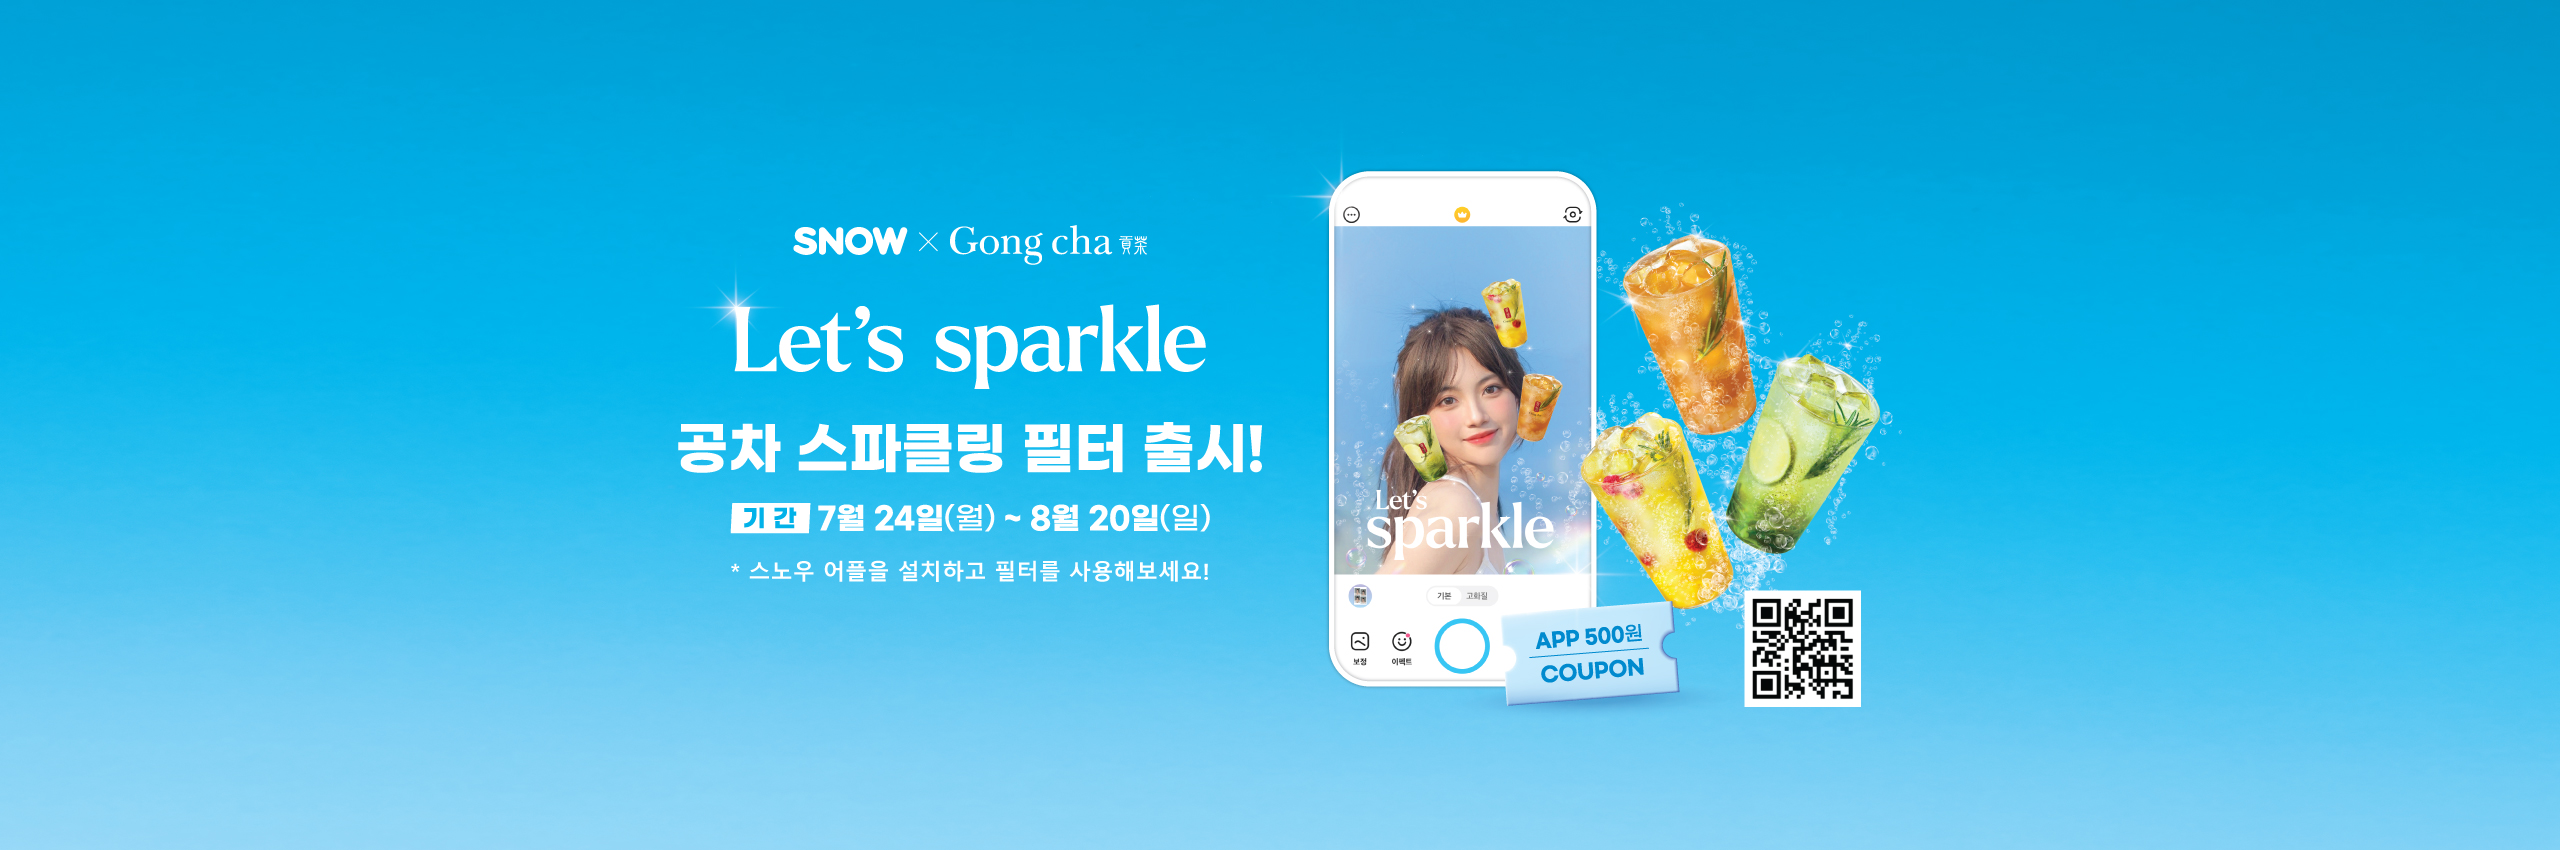 SNOW × Gong cha 貢茶
Let's sparkle
공차 스파클링 필터 출시!
기간 7월 24일(월) ~ 8월 20일(일)
* 스노우 어플을 설치하고 필터를 사용해보세요!
Let's
sparkle
기본 고화질
보정 이펙트
APP 500원
COUPON